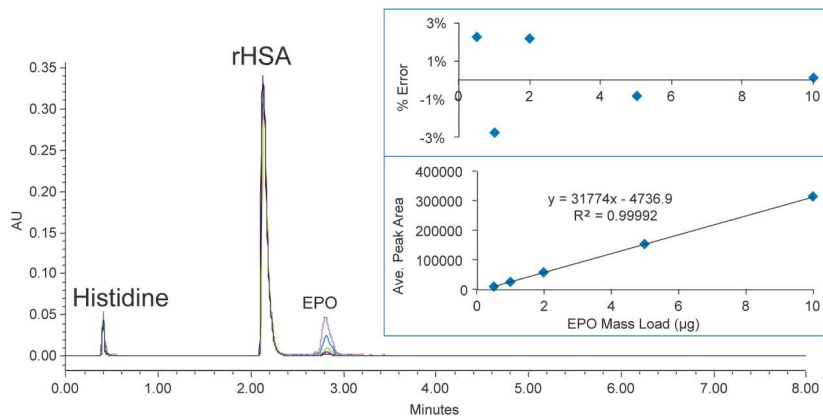 0.35
0.30
0.25
0.20
0.15
0.10
0.05
0.00
AU
0.00 1.00 2.00 3.00 4.00 5.00 6.00 7.00 8.00
Minutes
Histidine
rHSA
EPO
3%
1%
-1%
-3%
% Error
0 2 4 6 8 10
400000
300000
200000
100000
0
Ave. Peak Area
y = 31774x - 4736.9
R² = 0.99992
0 2 4 6 8 10
EPO Mass Load (µg)